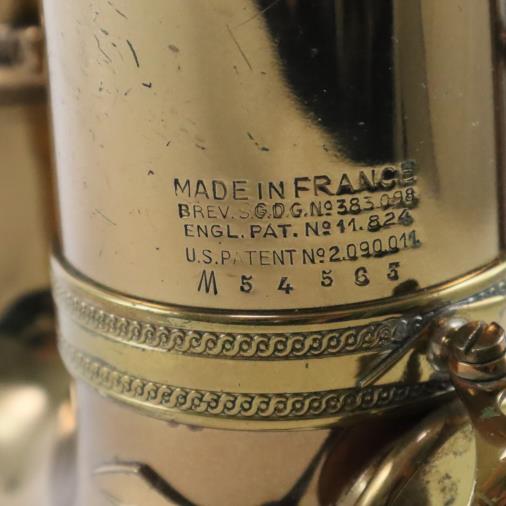 MADE IN FRANCE
BREV. S.G.D.G. Nº 383.098
ENGL. PAT. Nº 11.824
U.S. PATENT Nº 2.090.011
M 54563